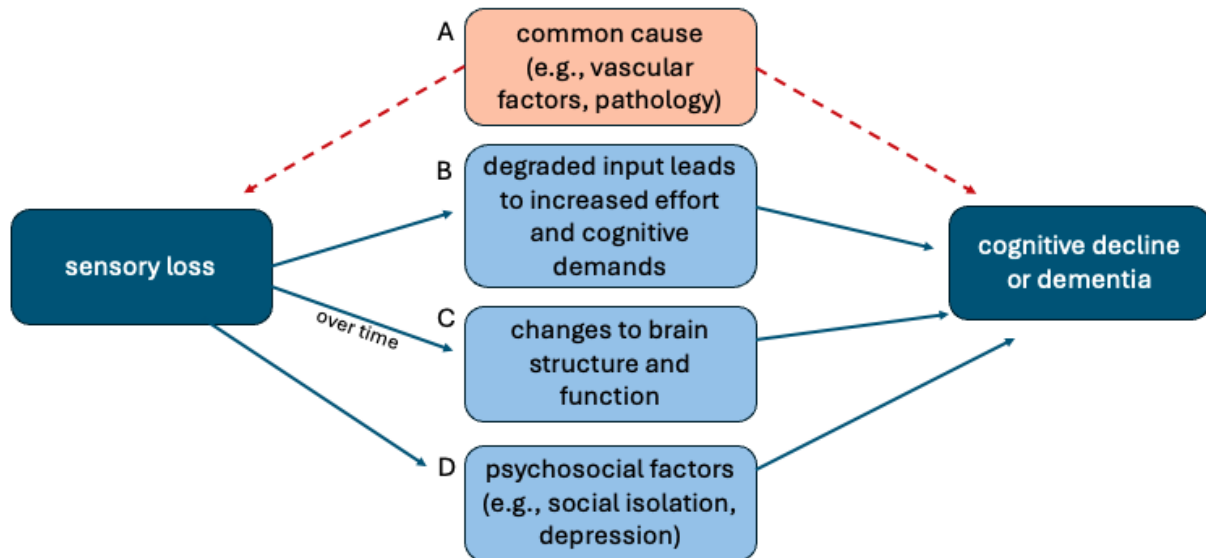 A
common cause
(e.g., vascular
factors, pathology)
B
degraded input leads
to increased effort
and cognitive
demands
sensory loss
cognitive decline
or dementia
over time
C
changes to brain
structure and
function
D
psychosocial factors
(e.g., social isolation,
depression)